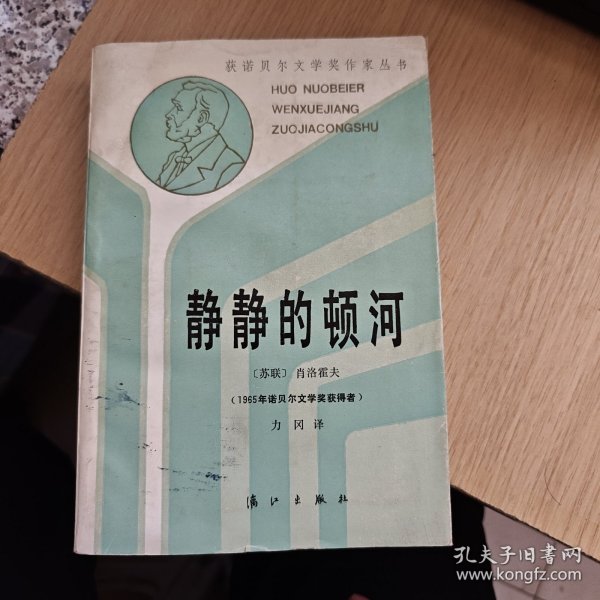 获诺贝尔文学奖作家丛书
HUO NUOBEIER
WENXUEJIANG
ZUOJIACONGSHU
静静的顿河
〔苏联〕肖洛霍夫
(1965年诺贝尔文学奖获得者)
力冈译
漓江出版社
孔夫子旧书网
www.kongfz.com